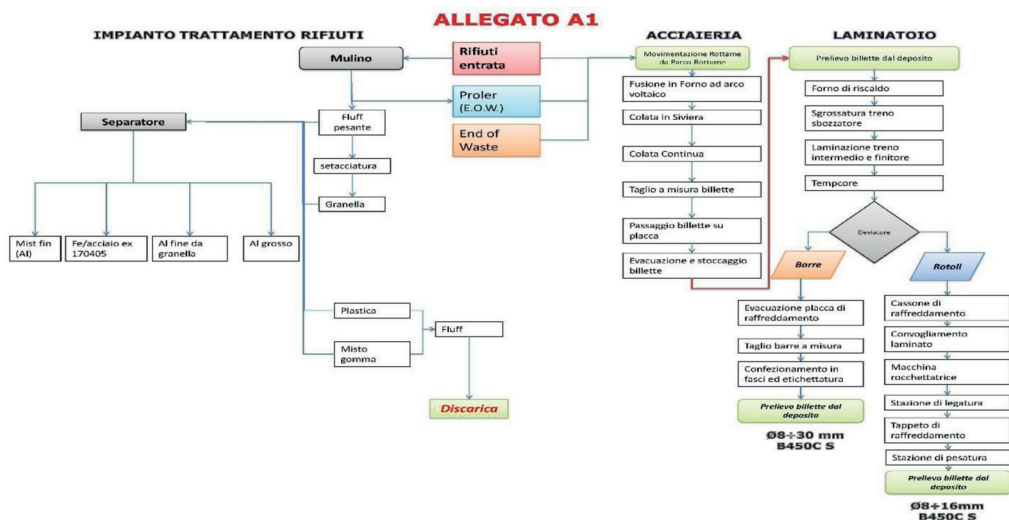 ALLEGATO A1
IMPIANTO TRATTAMENTO RIFIUTI
Mulino
Rifiuti
entrata
Proler
(E.O.W.)
End of
Waste
Fluff
pesante
setacciatura
Granella
Separatore
Mist fin
(Al)
Fe/acciaio ex
170405
Al fine da
granella
Al grosso
Plastica
Misto
gomma
Fluff
Discarica
ACCIAIERIA
Movimentazione Rottame
da Parco Rottame
Fusione in Forno ad arco
voltaico
Colata in Siviera
Colata Continua
Taglio a misura billette
Passaggio billette su
placca
Evacuazione e stoccaggio
billette
LAMINATOIO
Prelievo billette dal deposito
Forno di riscaldo
Sgrossatura treno
sbozzatore
Laminazione treno
intermedio e finitore
Tempcore
Deviatore
Barre
Evacuazione placca di
raffreddamento
Taglio barre a misura
Confezionamento in
fasci ed etichettatura
Prelievo billette dal
deposito
Ø8÷30 mm
B450C S
Rotoli
Cassone di
raffreddamento
Convogliamento
laminato
Macchina
rocchettatrice
Stazione di legatura
Tappeto di
raffreddamento
Stazione di pesatura
Prelievo billette dal
deposito
Ø8÷16mm
B450C S